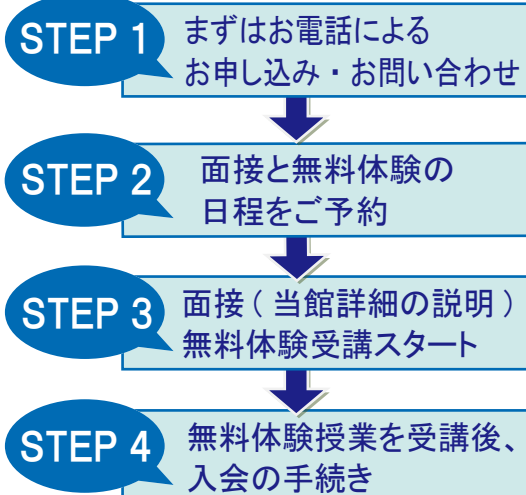 STEP 1
まずはお電話による
お申し込み・お問い合わせ
STEP 2
面接と無料体験の
日程をご予約
STEP 3
面接 ( 当館詳細の説明 )
無料体験受講スタート
STEP 4
無料体験授業を受講後、
入会の手続き